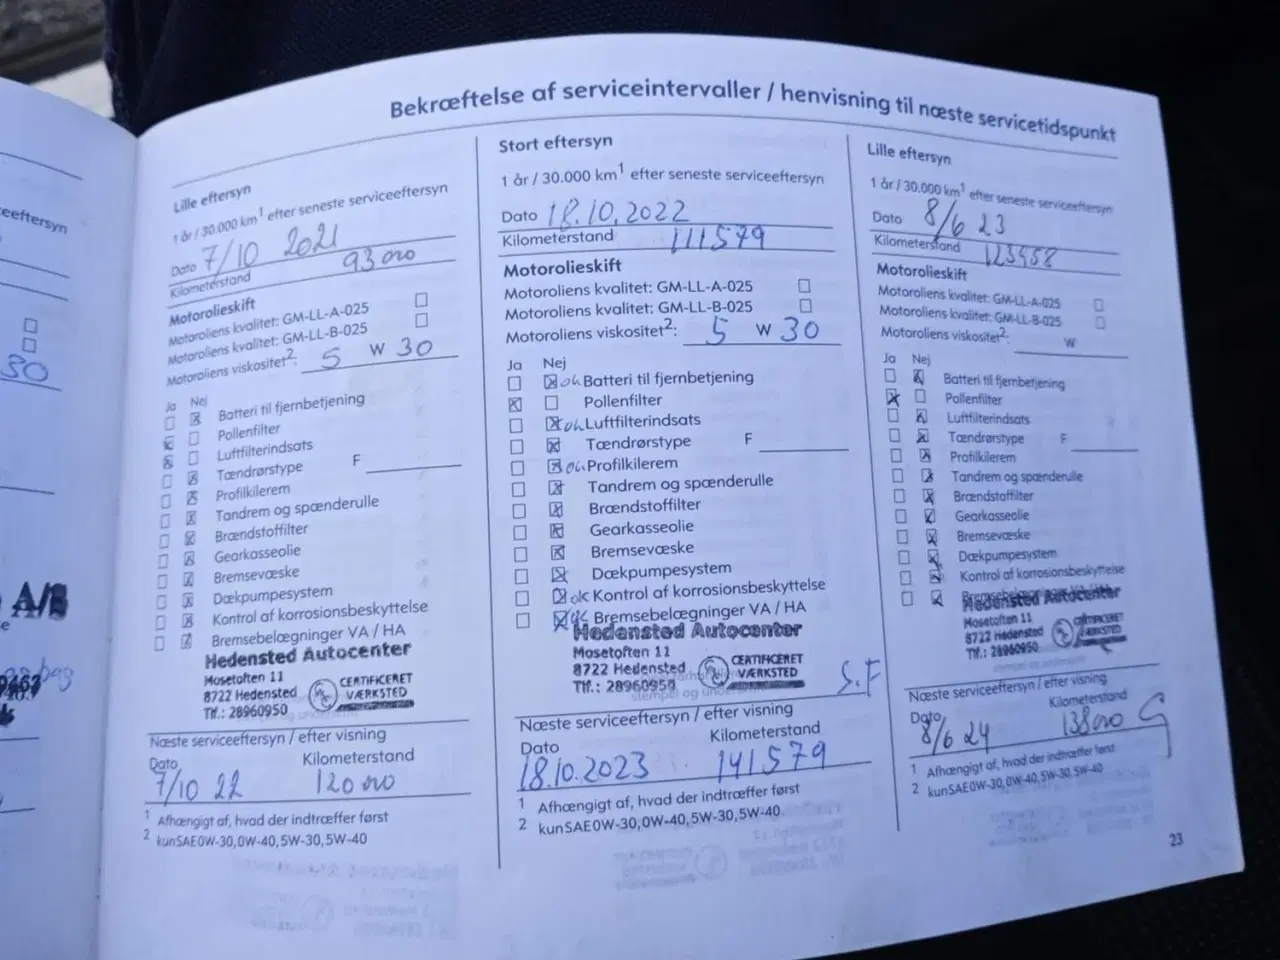 Bekræftelse af serviceintervaller / henvisning til næste servicetidspunkt
eeftersyn
30
A/S
Lille eftersyn
1 år / 30.000 km1 efter seneste serviceeftersyn
Dato 7/10 2021
Kilometerstand 93000
Motorolieskift
Motoroliens kvalitet: GM-LL-A-025
Motoroliens kvalitet: GM-LL-B-025
Motoroliens viskositet2: 5 W 30
Ja Nej
Batteri til fjernbetjening
Pollenfilter
Luftfilterindsats
Tændrørstype F
Profilkilerem
Tandrem og spænderulle
Brændstoffilter
Gearkasseolie
Bremsevæske
Dækpumpesystem
Kontrol af korrosionsbeskyttelse
Bremsebelægninger VA / HA
Hedensted Autocenter
Mosetoften 11
8722 Hedensted
Tlf.: 28960950
CERTIFICERET
VÆRKSTED
Næste serviceeftersyn / efter visning
Dato Kilometerstand
7/10 22 120000
1 Afhængigt af, hvad der indtræffer først
2 kun SAE 0W-30, 0W-40, 5W-30, 5W-40
Stort eftersyn
1 år / 30.000 km1 efter seneste serviceeftersyn
Dato 18.10.2022
Kilometerstand 111579
Motorolieskift
Motoroliens kvalitet: GM-LL-A-025
Motoroliens kvalitet: GM-LL-B-025
Motoroliens viskositet2: 5 W 30
Ja Nej
ok Batteri til fjernbetjening
Pollenfilter
ok Luftfilterindsats
Tændrørstype F
ok Profilkilerem
Tandrem og spænderulle
Brændstoffilter
Gearkasseolie
Bremsevæske
Dækpumpesystem
ok Kontrol af korrosionsbeskyttelse
ok Bremsebelægninger VA / HA
Hedensted Autocenter
Mosetoften 11
8722 Hedensted
Tlf.: 28960950
CERTIFICERET
VÆRKSTED
stempel og
S.F
Næste serviceeftersyn / efter visning
Dato Kilometerstand
18.10.2023 141579
1 Afhængigt af, hvad der indtræffer først
2 kun SAE 0W-30, 0W-40, 5W-30, 5W-40
Lille eftersyn
1 år / 30.000 km1 efter seneste serviceeftersyn
Dato 8/6 23
Kilometerstand 123458
Motorolieskift
Motoroliens kvalitet: GM-LL-A-025
Motoroliens kvalitet: GM-LL-B-025
Motoroliens viskositet2: W
Ja Nej
Batteri til fjernbetjening
Pollenfilter
Luftfilterindsats
Tændrørstype F
Profilkilerem
Tandrem og spænderulle
Brændstoffilter
Gearkasseolie
Bremsevæske
Dækpumpesystem
Kontrol af korrosionsbeskyttelse
Hedensted Autocenter
Mosetoften 11
8722 Hedensted
Tlf.: 28960950
CERTIFICERET
VÆRKSTED
Næste serviceeftersyn / efter visning
Dato Kilometerstand
8/6 24 138000
1 Afhængigt af, hvad der indtræffer først
2 kun SAE 0W-30, 0W-40, 5W-30, 5W-40
23